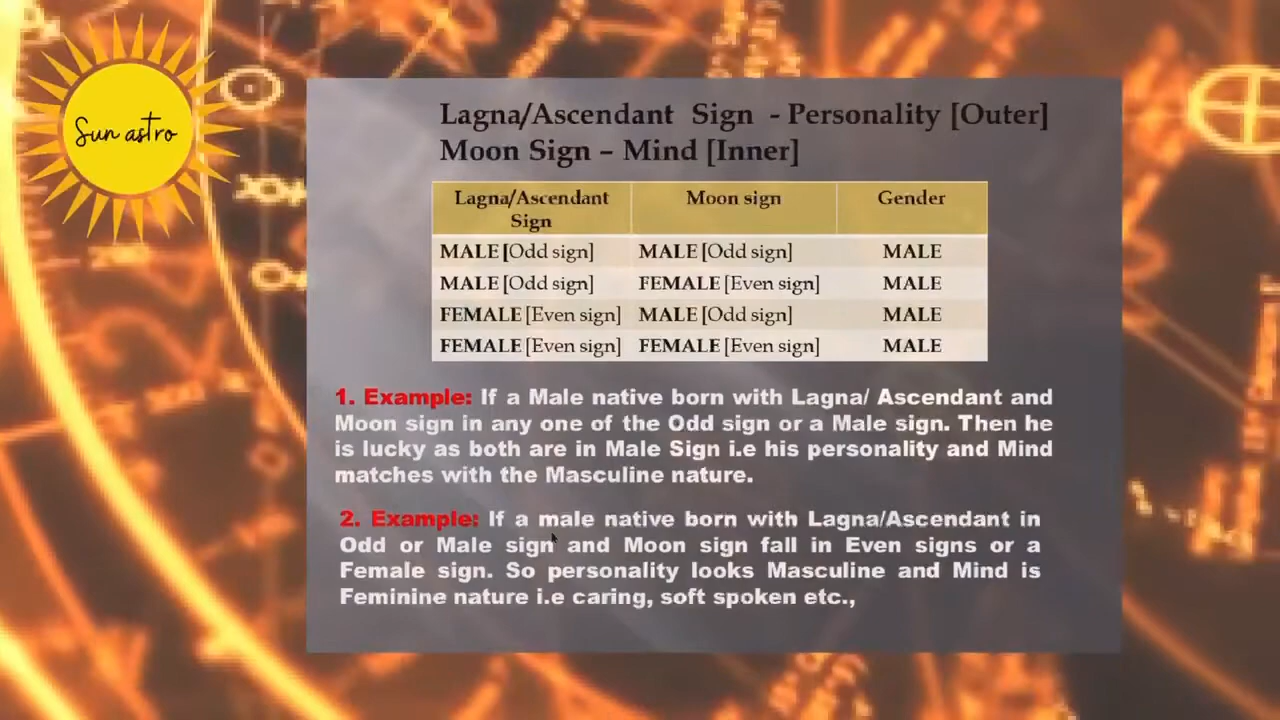 Sun astro
Lagna/Ascendant Sign - Personality [Outer]
Moon Sign – Mind [Inner]
Lagna/Ascendant Sign Moon sign Gender
MALE [Odd sign] MALE [Odd sign] MALE
MALE [Odd sign] FEMALE [Even sign] MALE
FEMALE [Even sign] MALE [Odd sign] MALE
FEMALE [Even sign] FEMALE [Even sign] MALE
1. Example: If a Male native born with Lagna/ Ascendant and
Moon sign in any one of the Odd sign or a Male sign. Then he
is lucky as both are in Male Sign i.e his personality and Mind
matches with the Masculine nature.
2. Example: If a male native born with Lagna/Ascendant in
Odd or Male sign and Moon sign fall in Even signs or a
Female sign. So personality looks Masculine and Mind is
Feminine nature i.e caring, soft spoken etc.,